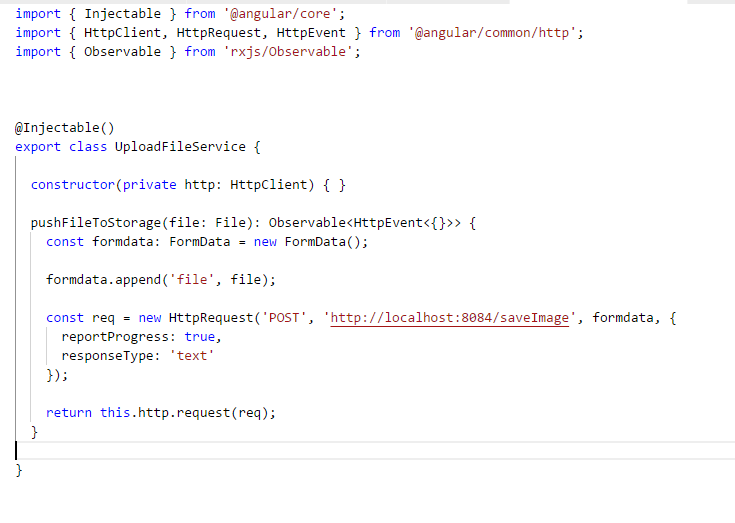 import { Injectable } from '@angular/core';
import { HttpClient, HttpRequest, HttpEvent } from '@angular/common/http';
import { Observable } from 'rxjs/Observable';
@Injectable()
export class UploadFileService {
constructor(private http: HttpClient) { }
pushFileToStorage(file: File): Observable<HttpEvent<{}>> {
const formdata: FormData = new FormData();
formdata.append('file', file);
const req = new HttpRequest('POST', 'http://localhost:8084/saveImage', formdata, {
reportProgress: true,
responseType: 'text'
});
return this.http.request(req);
}
}